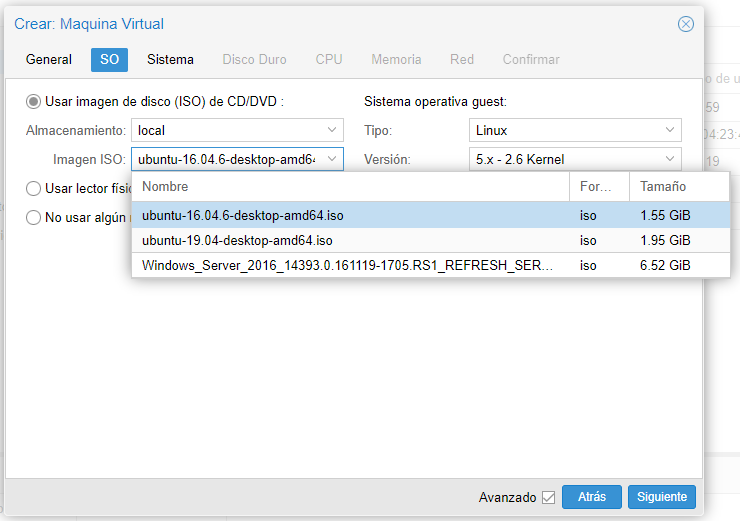 Crear: Maquina Virtual
General SO Sistema Disco Duro CPU Memoria Red Confirmar
Usar imagen de disco (ISO) de CD/DVD : Sistema operativa guest:
Almacenamiento: local Tipo: Linux
Imagen ISO: ubuntu-16.04.6-desktop-amd64 Versión: 5.x - 2.6 Kernel
Usar lector físi
No usar algún
Nombre For... Tamaño
ubuntu-16.04.6-desktop-amd64.iso iso 1.55 GiB
ubuntu-19.04-desktop-amd64.iso iso 1.95 GiB
Windows_Server_2016_14393.0.161119-1705.RS1_REFRESH_SER... iso 6.52 GiB
Avanzado Atrás Siguiente
o de u
59
04:23:4
19